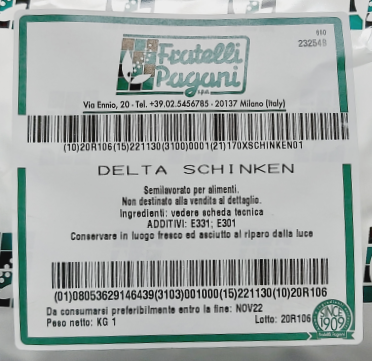 610
232548
Fratelli
Pagani
s.p.a.
Via Ennio, 20 - Tel. +39.02.5456785 - 20137 Milano (Italy)
(10)20R106(15)221130(3100)0001(21)170XSCHINKEN01
DELTA SCHINKEN
Semilavorato per alimenti.
Non destinato alla vendita al dettaglio.
Ingredienti: vedere scheda tecnica
ADDITIVI: E331; E301
Conservare in luogo fresco ed asciutto al riparo dalla luce
(01)08053629146439(3103)001000(15)221130(10)20R106
Da consumarsi preferibilmente entro la fine: NOV22
Peso netto: KG 1
Lotto: 20R106
SINCE
1909
Fratelli Pagani